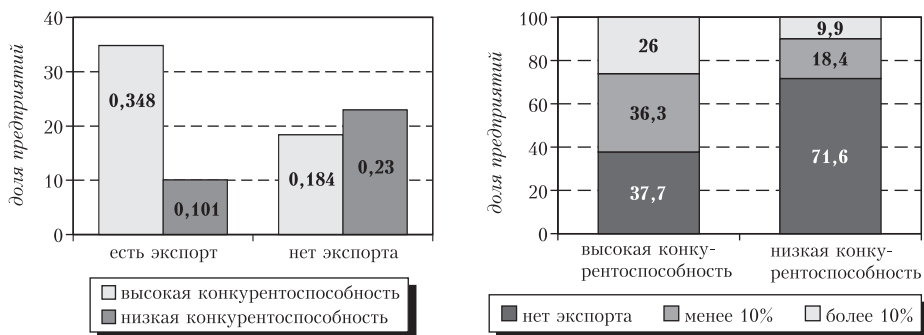 доля предприятий
40
30
20
10
0
0,348
0,101
0,184
0,23
есть экспорт
нет экспорта
высокая конкурентоспособность
низкая конкурентоспособность
доля предприятий
100
80
60
40
20
0
26
36,3
37,7
9,9
18,4
71,6
высокая конку-
рентоспособность
низкая конку-
рентоспособность
нет экспорта
менее 10%
более 10%